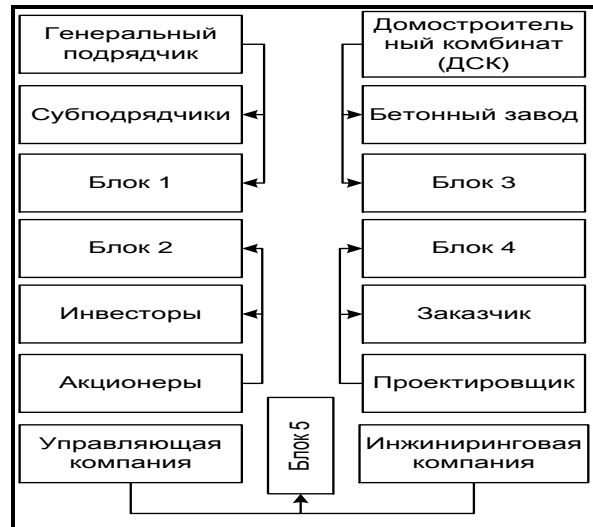 Генеральный
подрядчик
Домостроитель
ный комбинат
(ДСК)
Субподрядчики
Бетонный завод
Блок 1
Блок 3
Блок 2
Блок 4
Инвесторы
Заказчик
Акционеры
Проектировщик
Управляющая
компания
Блок 5
Инжиниринговая
компания